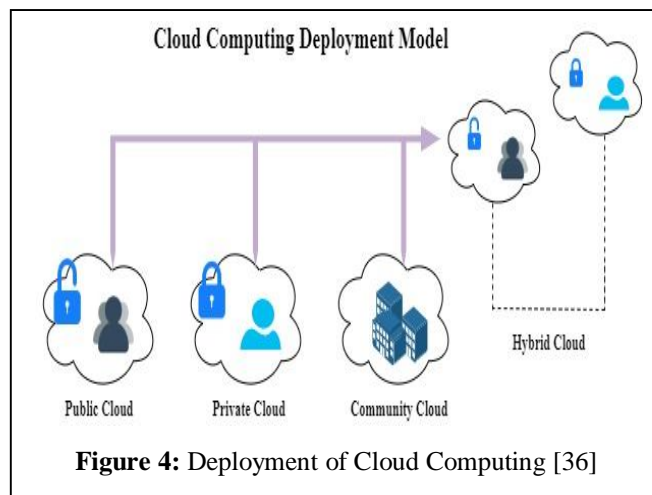 Cloud Computing Deployment Model
Hybrid Cloud
Public Cloud
Private Cloud
Community Cloud
Figure 4: Deployment of Cloud Computing [36]